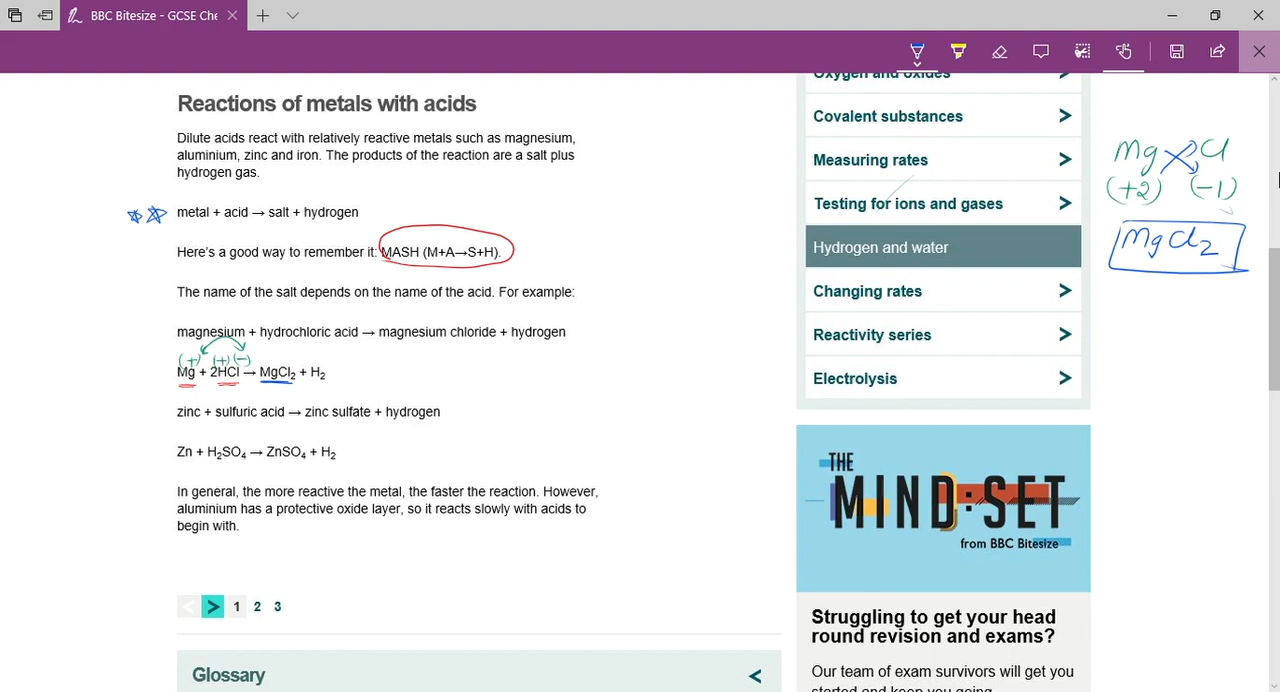 BBC Bitesize - GCSE Che
Reactions of metals with acids
Dilute acids react with relatively reactive metals such as magnesium,
aluminium, zinc and iron. The products of the reaction are a salt plus
hydrogen gas.
metal + acid → salt + hydrogen
Here's a good way to remember it: MASH (M+A→S+H).
The name of the salt depends on the name of the acid. For example:
magnesium + hydrochloric acid → magnesium chloride + hydrogen
(+) (+) (-)
Mg + 2HCl → MgCl₂ + H₂
zinc + sulfuric acid → zinc sulfate + hydrogen
Zn + H₂SO₄ → ZnSO₄ + H₂
In general, the more reactive the metal, the faster the reaction. However,
aluminium has a protective oxide layer, so it reacts slowly with acids to
begin with.
< > 1 2 3
Glossary <
Oxygen and oxides >
Covalent substances >
Measuring rates >
Testing for ions and gases >
Hydrogen and water
Changing rates >
Reactivity series >
Electrolysis >
THE
MIND:SET
from BBC Bitesize
Struggling to get your head
round revision and exams?
Our team of exam survivors will get you
started and keep you going
Mg Cl
(+2) (-1)
MgCl₂